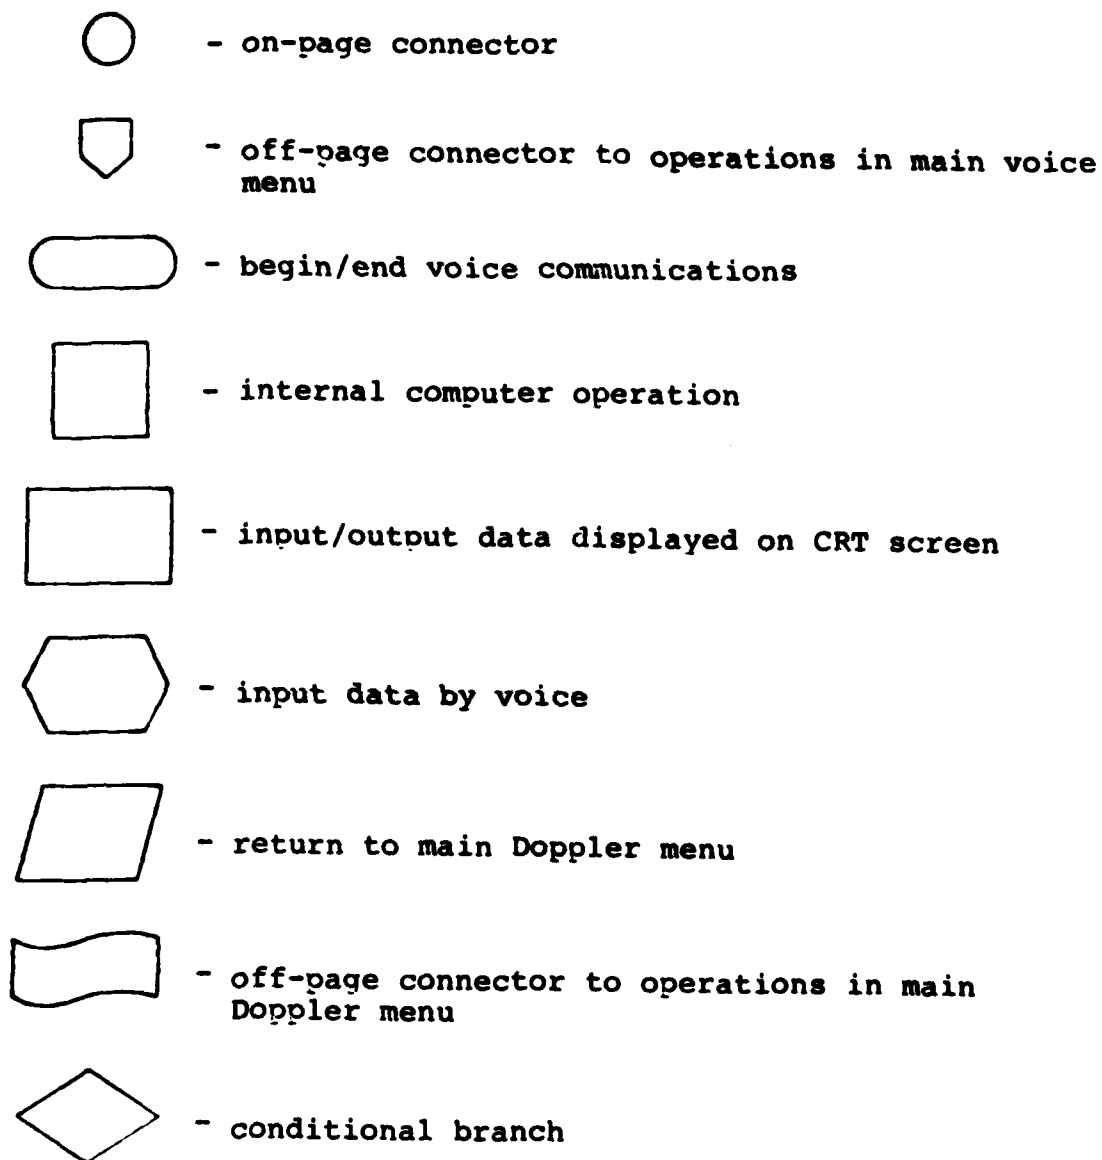 - on-page connector
- off-page connector to operations in main voice
menu
- begin/end voice communications
- internal computer operation
- input/output data displayed on CRT screen
- input data by voice
- return to main Doppler menu
- off-page connector to operations in main
Doppler menu
- conditional branch